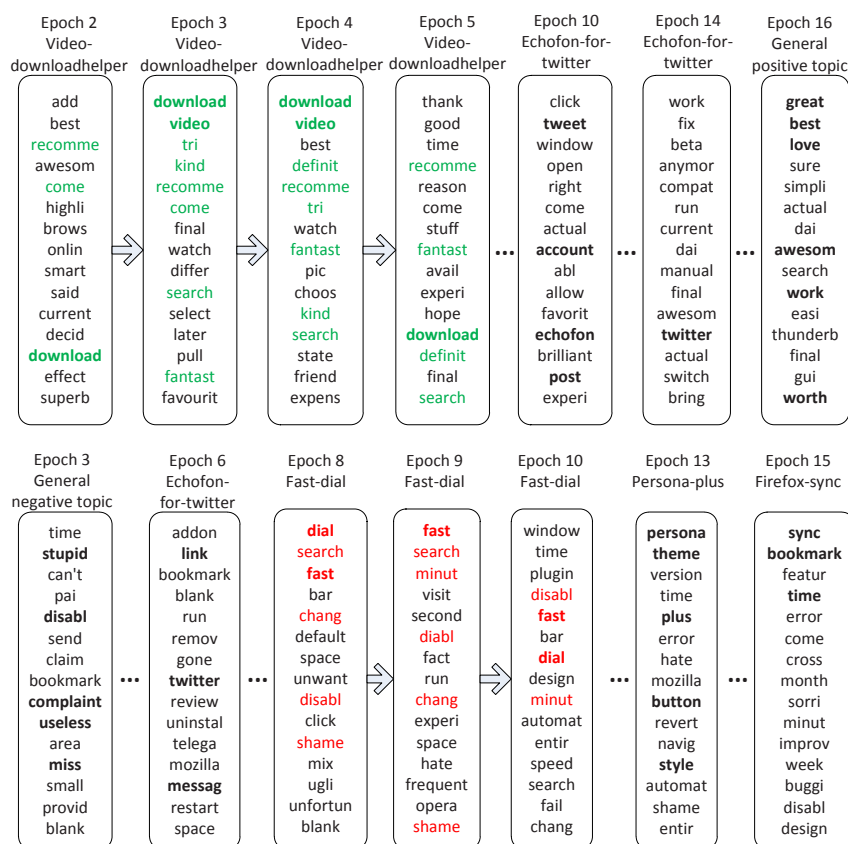 Epoch 2
Video-
downloadhelper
add
best
recomme
awesom
come
highli
brows
onlin
smart
said
current
decid
download
effect
superb
Epoch 3
Video-
downloadhelper
download
video
tri
kind
recomme
come
final
watch
differ
search
select
later
pull
fantast
favourit
Epoch 4
Video-
downloadhelper
download
video
best
definit
recomme
tri
watch
fantast
pic
choos
kind
search
state
friend
expens
Epoch 5
Video-
downloadhelper
thank
good
time
recomme
reason
come
stuff
fantast
avail
experi
hope
download
definit
final
search
...
Epoch 10
Echofon-for-
twitter
click
tweet
window
open
right
come
actual
account
abl
allow
favorit
echofon
brilliant
post
experi
...
Epoch 14
Echofon-for-
twitter
work
fix
beta
anymor
compat
run
current
dai
manual
final
awesom
twitter
actual
switch
bring
...
Epoch 16
General
positive topic
great
best
love
sure
simpli
actual
dai
awesom
search
work
easi
thunderb
final
gui
worth
Epoch 3
General
negative topic
time
stupid
can't
pai
disabl
send
claim
bookmark
complaint
useless
area
miss
small
provid
blank
...
Epoch 6
Echofon-
for-twitter
addon
link
bookmark
blank
run
remov
gone
twitter
review
uninstal
telega
mozilla
messag
restart
space
...
Epoch 8
Fast-dial
dial
search
fast
bar
chang
default
space
unwant
disabl
click
shame
mix
ugli
unfortun
blank
Epoch 9
Fast-dial
fast
search
minut
visit
second
diabl
fact
run
chang
experi
space
hate
frequent
opera
shame
Epoch 10
Fast-dial
window
time
plugin
disabl
fast
bar
dial
design
minut
automat
entir
speed
search
fail
chang
...
Epoch 13
Persona-plus
persona
theme
version
time
plus
error
hate
mozilla
button
revert
navig
style
automat
shame
entir
...
Epoch 15
Firefox-sync
sync
bookmark
featur
time
error
come
cross
month
sorri
minut
improv
week
buggi
disabl
design